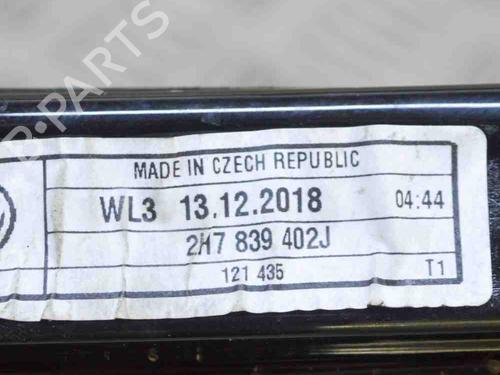 B-PARTS
MADE IN CZECH REPUBLIC
WL3 13.12.2018 04:44
2H7 839 402J
121 435 T1